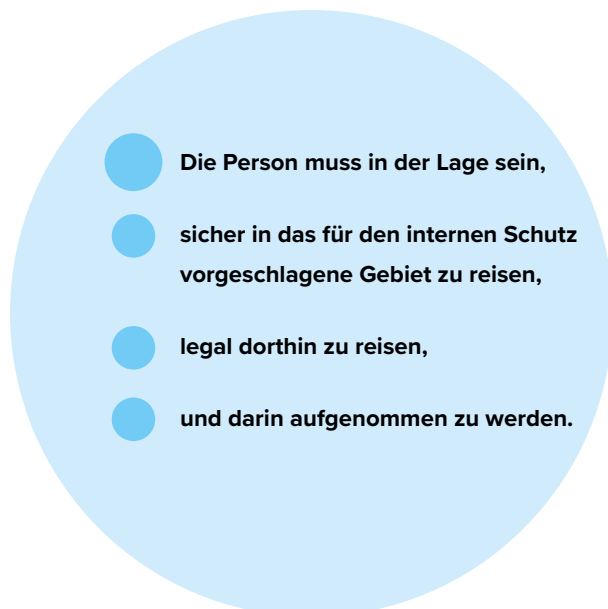 Die Person muss in der Lage sein,
sicher in das für den internen Schutz
vorgeschlagene Gebiet zu reisen,
legal dorthin zu reisen,
und darin aufgenommen zu werden.